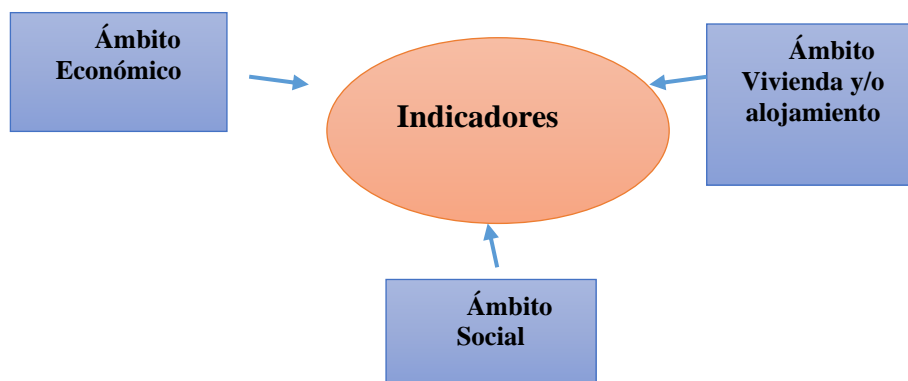 Ámbito
Económico
Indicadores
Ámbito
Vivienda y/o
alojamiento
Ámbito
Social